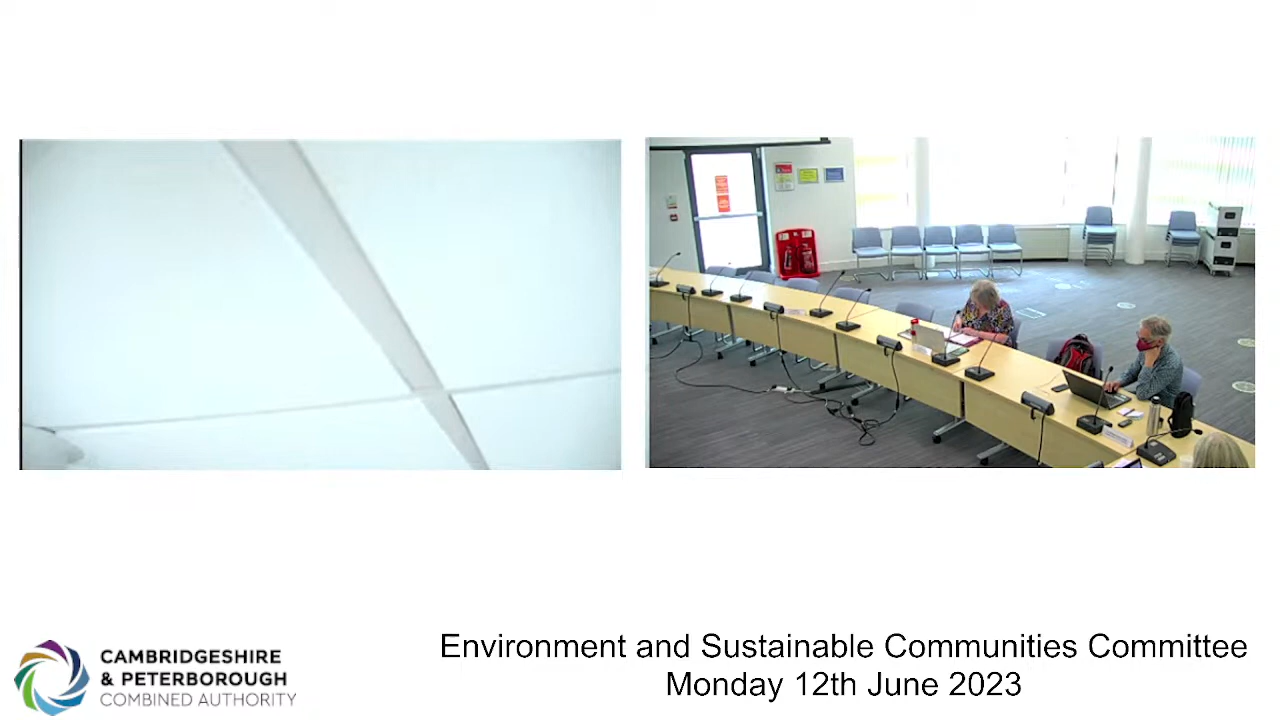 CAMBRIDGESHIRE
& PETERBOROUGH
COMBINED AUTHORITY
Environment and Sustainable Communities Committee
Monday 12th June 2023